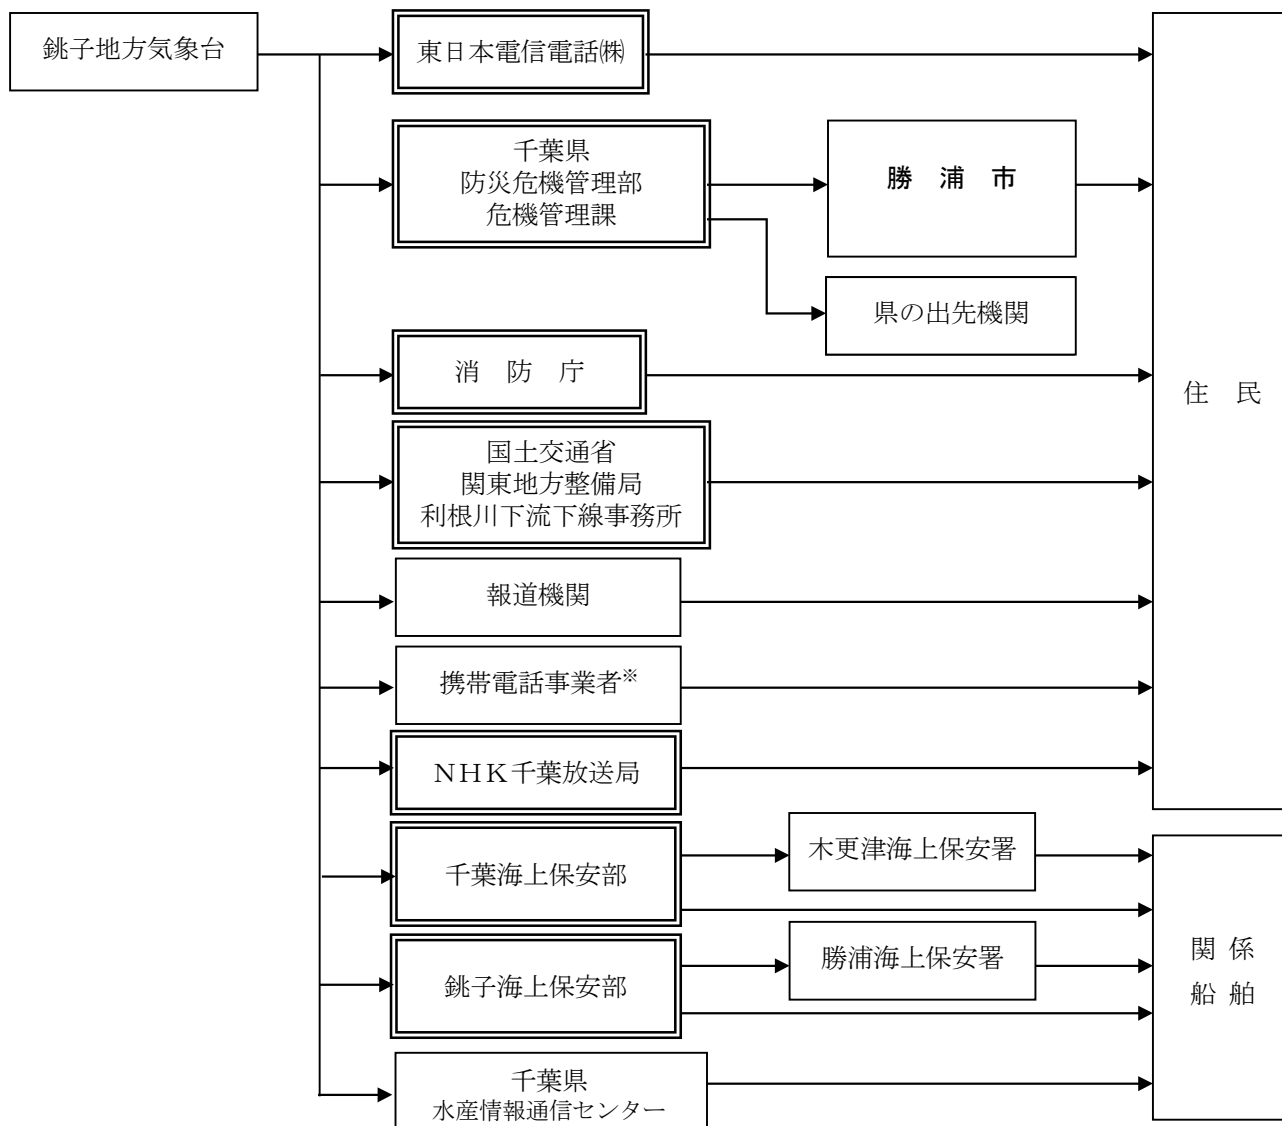 銚子地方気象台
東日本電信電話㈱
千葉県
防災危機管理部
危機管理課
勝　浦　市
県の出先機関
消　防　庁
国土交通省
関東地方整備局
利根川下流下線事務所
報道機関
携帯電話事業者※
ＮＨＫ千葉放送局
住　民
千葉海上保安部
木更津海上保安署
銚子海上保安部
勝浦海上保安署
千葉県
水産情報通信センター
関 係
船 舶